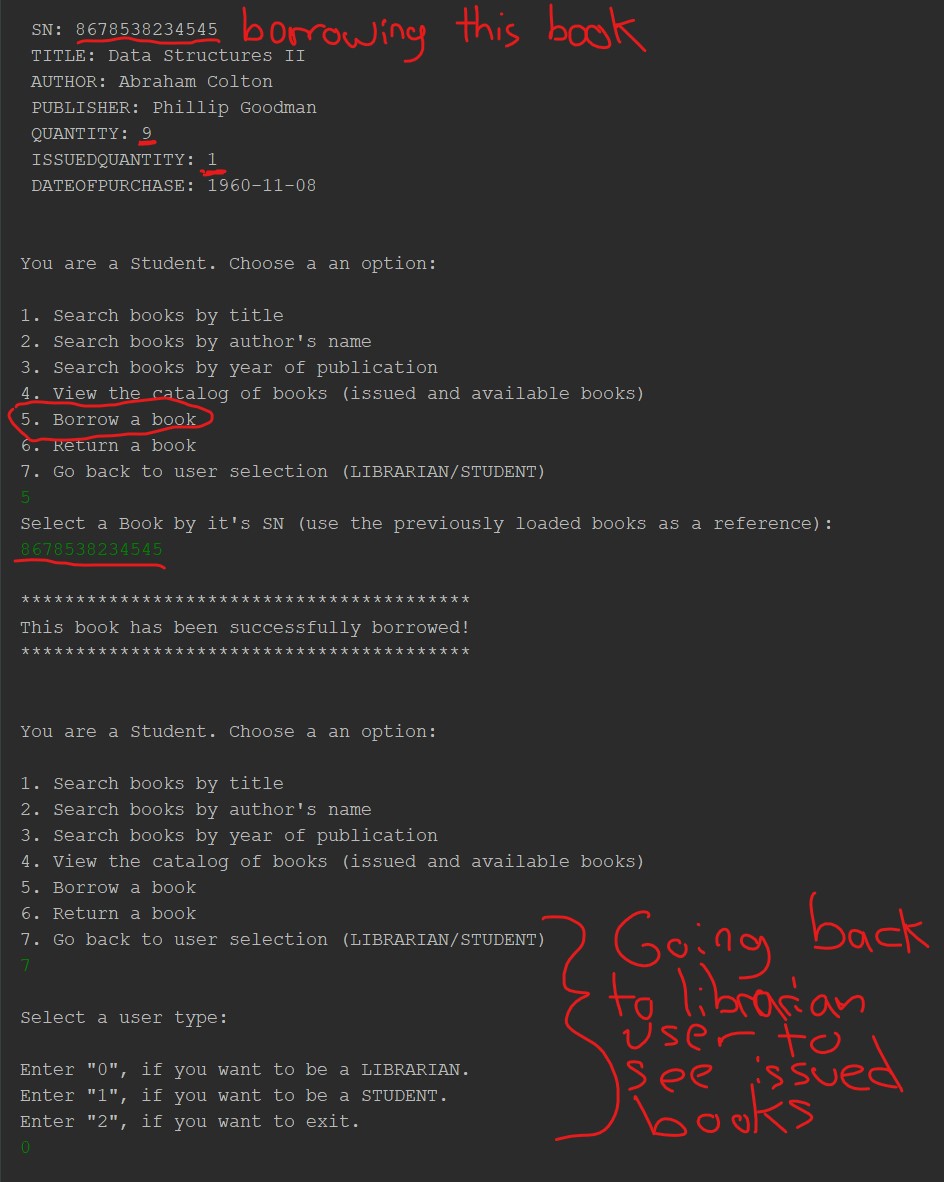 SN: 8678538234545 borrowing this book
TITLE: Data Structures II
AUTHOR: Abraham Colton
PUBLISHER: Phillip Goodman
QUANTITY: 9
ISSUEDQUANTITY: 1
DATEOFPURCHASE: 1960-11-08
You are a Student. Choose a an option:
1. Search books by title
2. Search books by author's name
3. Search books by year of publication
4. View the catalog of books (issued and available books)
5. Borrow a book
6. Return a book
7. Go back to user selection (LIBRARIAN/STUDENT)
5
Select a Book by it's SN (use the previously loaded books as a reference):
8678538234545
*****************************************
This book has been successfully borrowed!
*****************************************
You are a Student. Choose a an option:
1. Search books by title
2. Search books by author's name
3. Search books by year of publication
4. View the catalog of books (issued and available books)
5. Borrow a book
6. Return a book
7. Go back to user selection (LIBRARIAN/STUDENT)
7
Select a user type:
Enter "0", if you want to be a LIBRARIAN.
Enter "1", if you want to be a STUDENT.
Enter "2", if you want to exit.
0
Going back
to librarian
user to
see issued
books